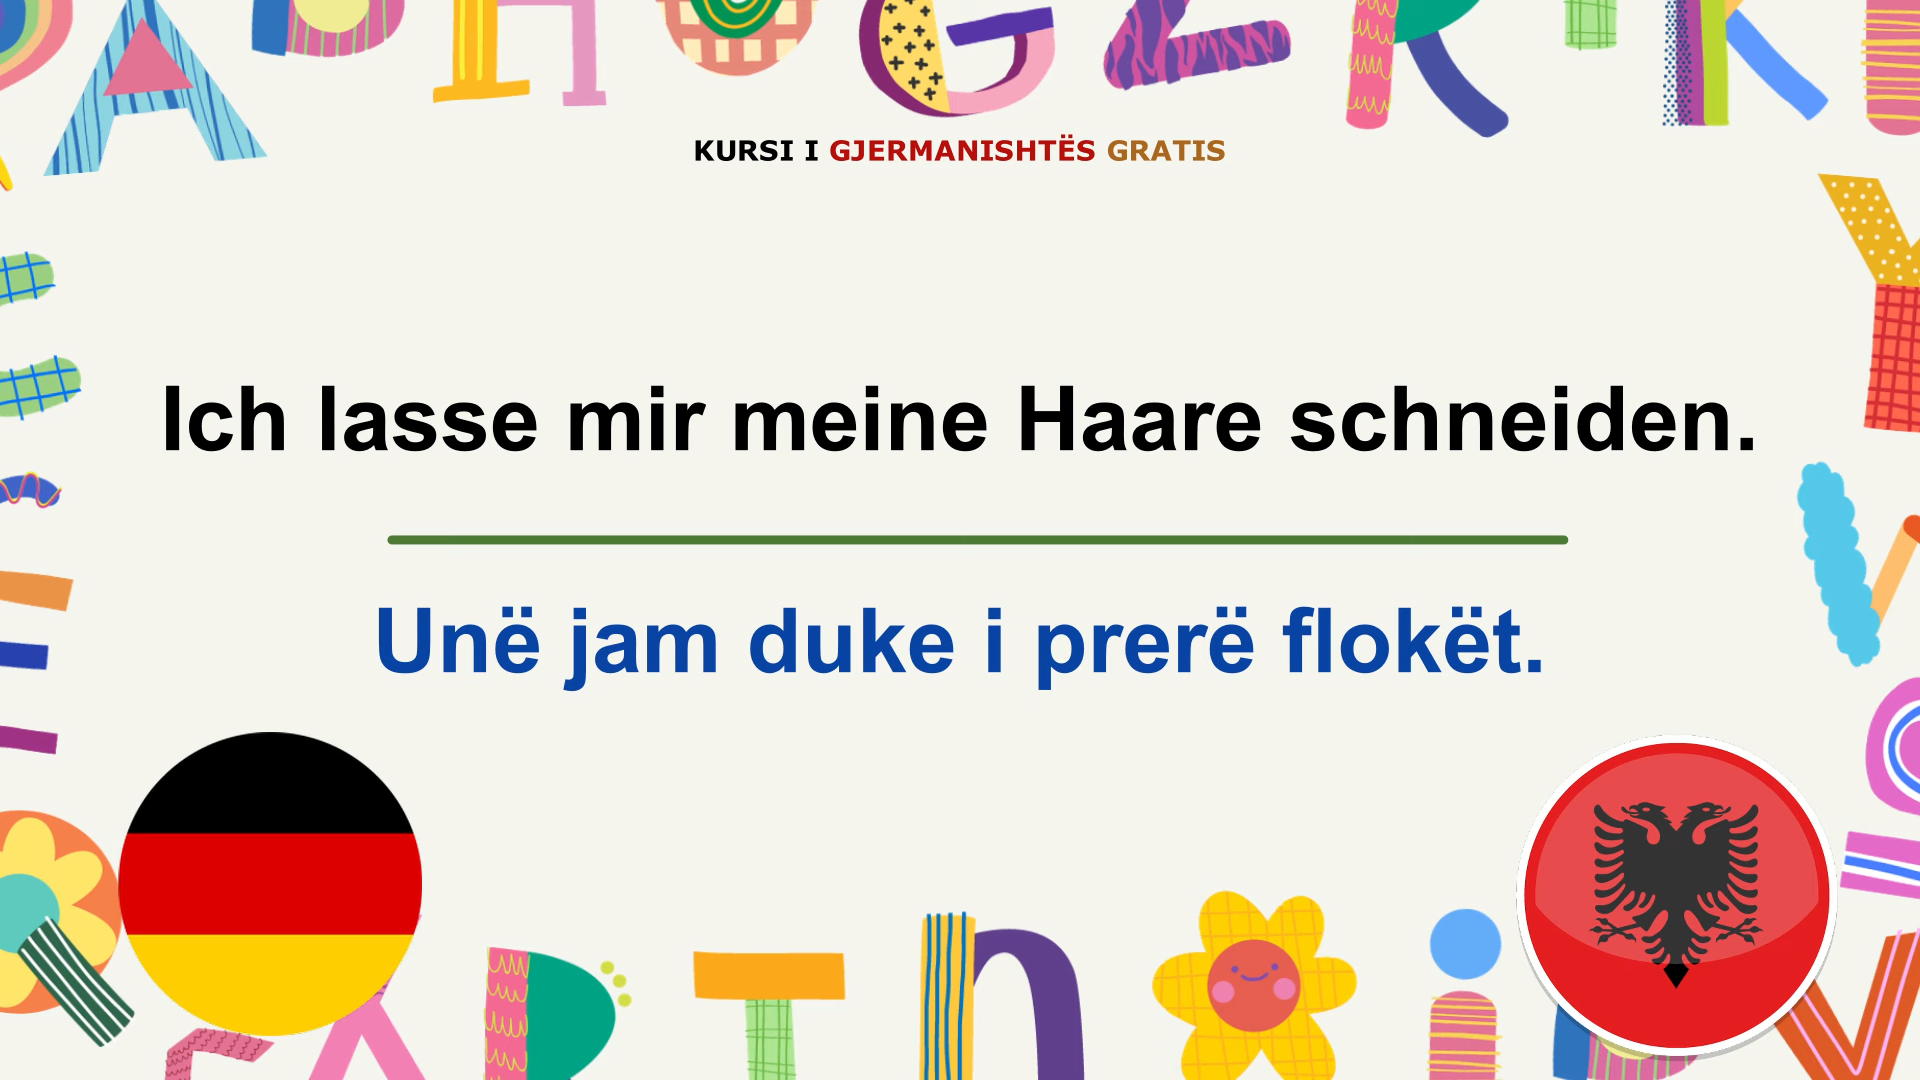 KURSI I GJERMANISHTËS GRATIS
Ich lasse mir meine Haare schneiden.
Unë jam duke i prerë flokët.